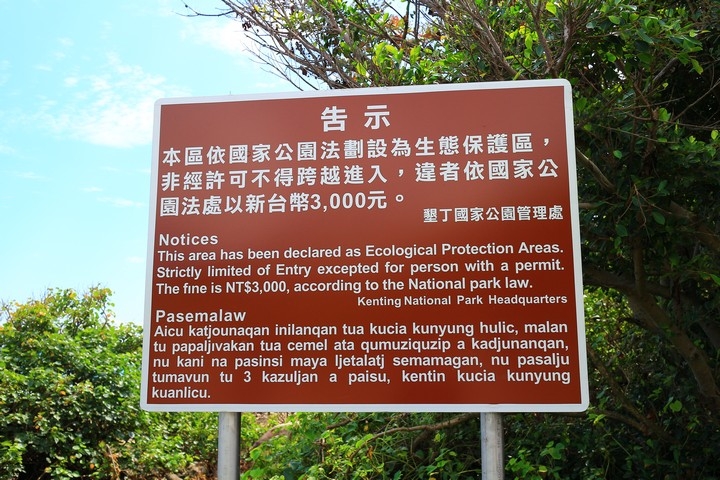 告示
本區依國家公園法劃設為生態保護區，
非經許可不得跨越進入，違者依國家公
園法處以新台幣3,000元。
墾丁國家公園管理處
Notices
This area has been declared as Ecological Protection Areas.
Strictly limited of Entry excepted for person with a permit.
The fine is NT$3,000, according to the National park law.
Kenting National Park Headquarters
Pasemalaw
Aicu katjounaqan inilanqan tua kucia kunyung hulic, malan
tu papaljivakan tua cemel ata qumuziquzip a kadjunanqan,
nu kani na pasinsi maya ljetalatj semamagan, nu pasalju
tumavun tu 3 kazuljan a paisu, kentin kucia kunyung
kuanlicu.